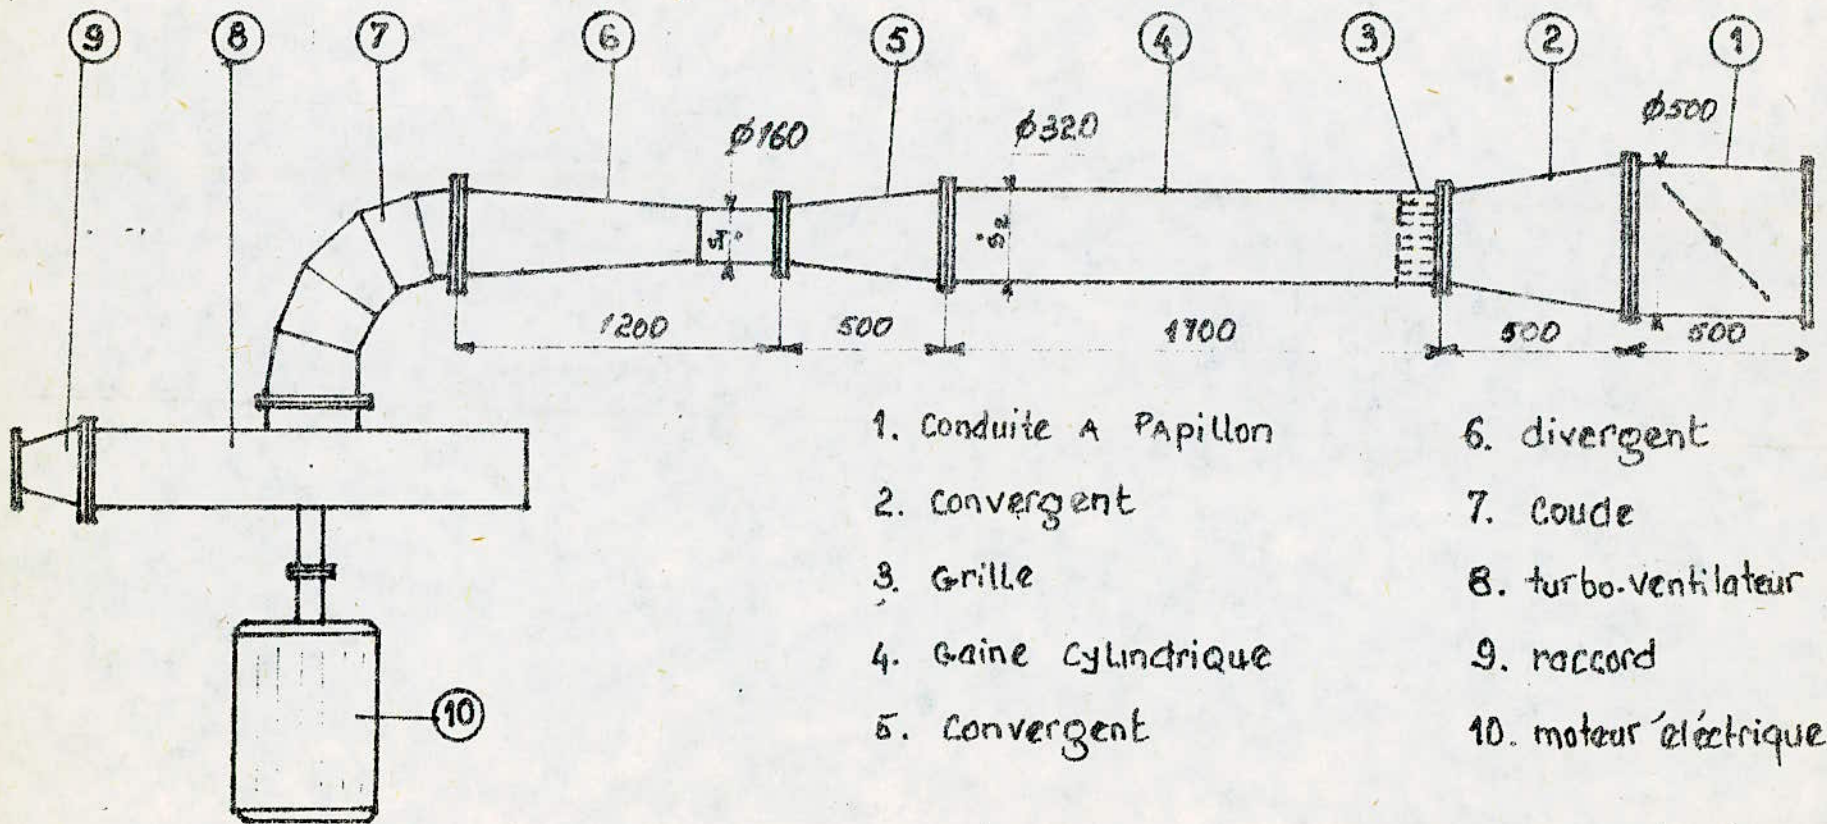 9 8 7 6 5 4 3 2 1
ø160 ø320 ø500
1200 500 1700 500 500
1. Conduite A PApillon
2. Convergent
3. Grille
4. Gaine Cylindrique
5. Convergent
6. divergent
7. Coude
8. turbo-ventilateur
9. raccord
10. moteur éléctrique
10